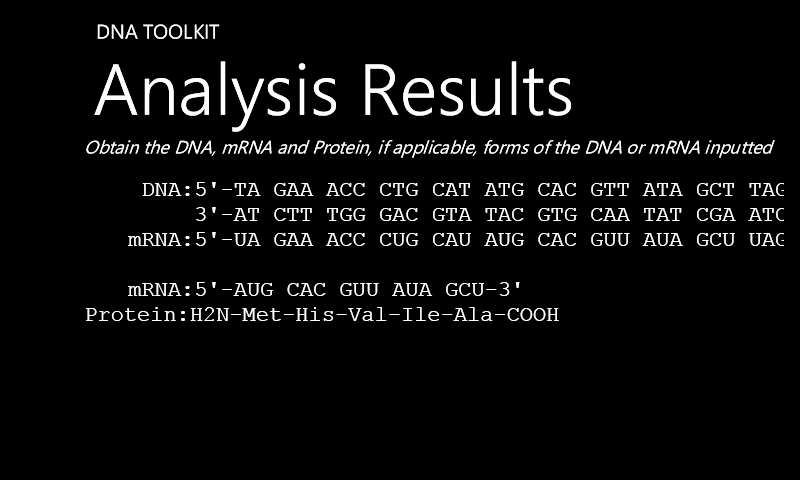 DNA TOOLKIT
Analysis Results
Obtain the DNA, mRNA and Protein, if applicable, forms of the DNA or mRNA inputted
DNA:5'-TA GAA ACC CTG CAT ATG CAC GTT ATA GCT TAG
3'-AT CTT TGG GAC GTA TAC GTG CAA TAT CGA ATC
mRNA:5'-UA GAA ACC CUG CAU AUG CAC GUU AUA GCU UAG
mRNA:5'-AUG CAC GUU AUA GCU-3'
Protein:H2N-Met-His-Val-Ile-Ala-COOH